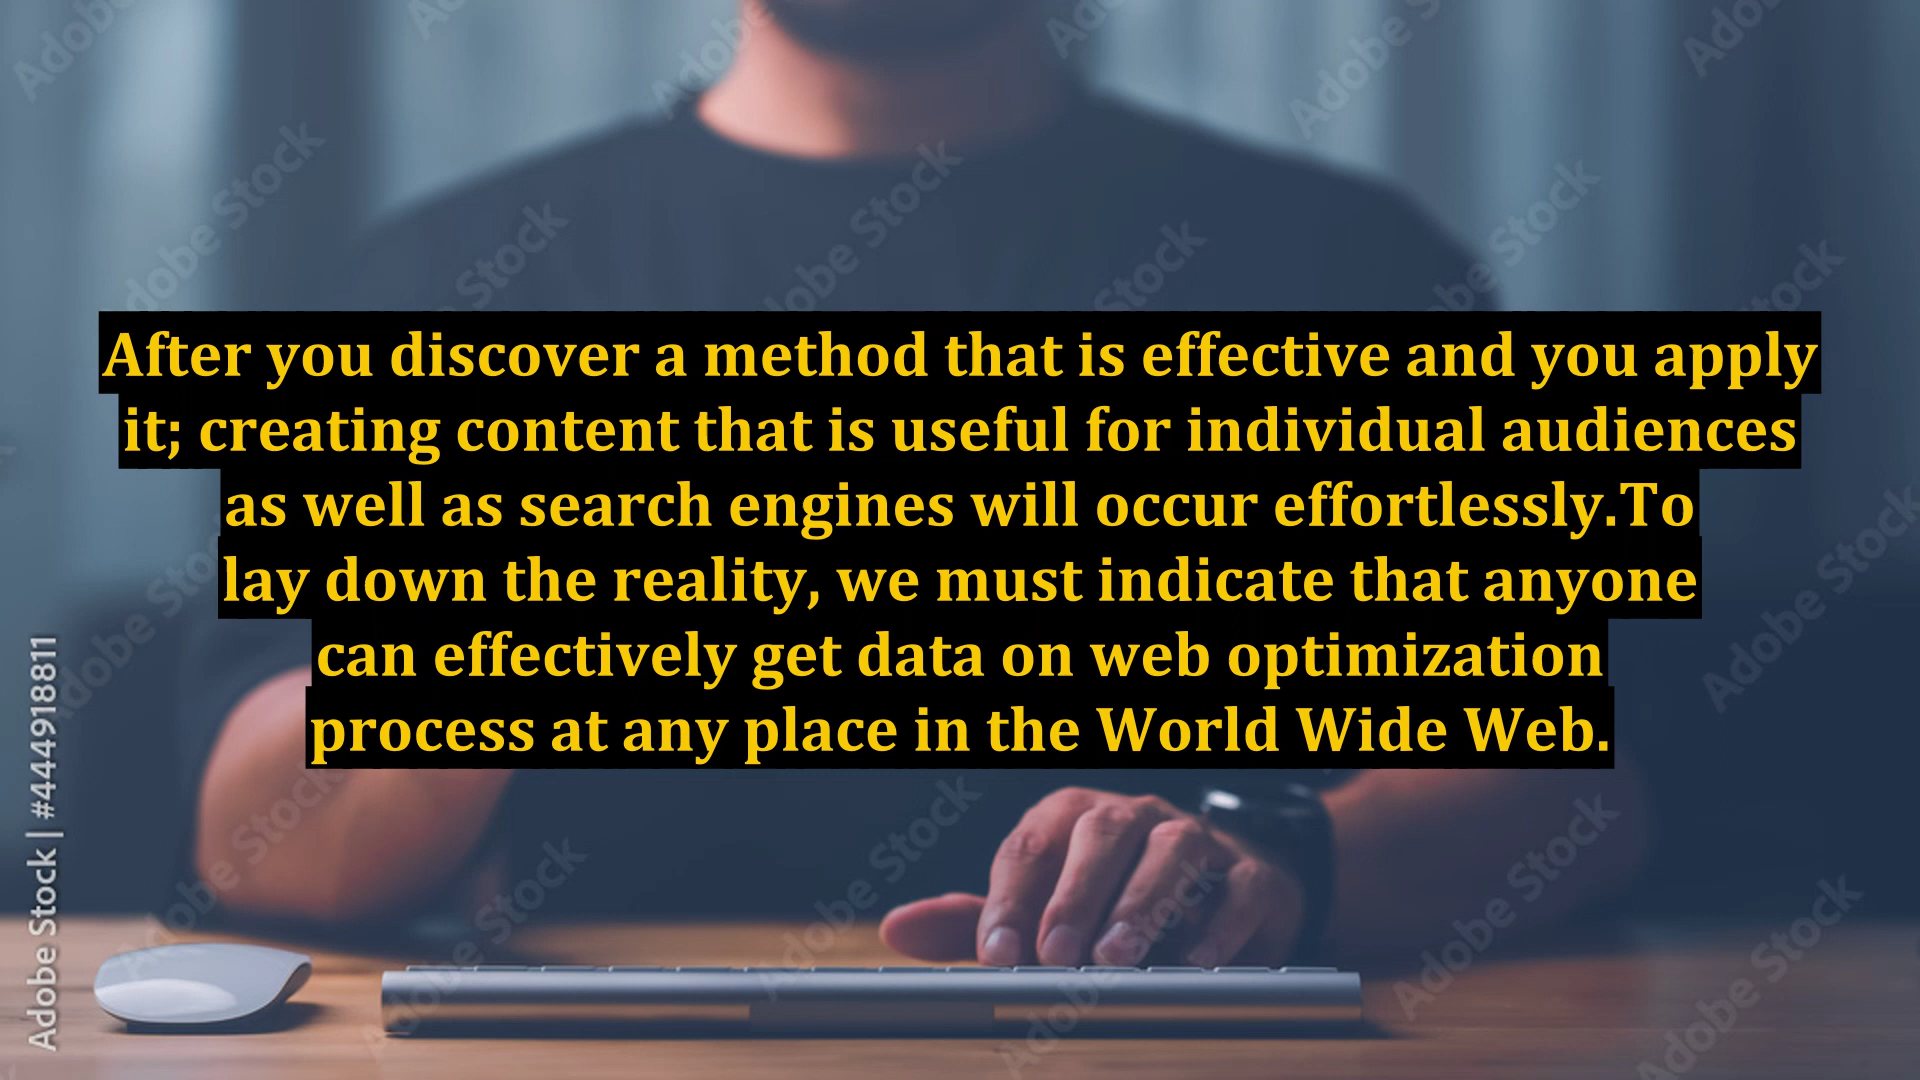 After you discover a method that is effective and you apply
it; creating content that is useful for individual audiences
as well as search engines will occur effortlessly.To
lay down the reality, we must indicate that anyone
can effectively get data on web optimization
process at any place in the World Wide Web.
Adobe Stock | #444918811
Adobe Stock